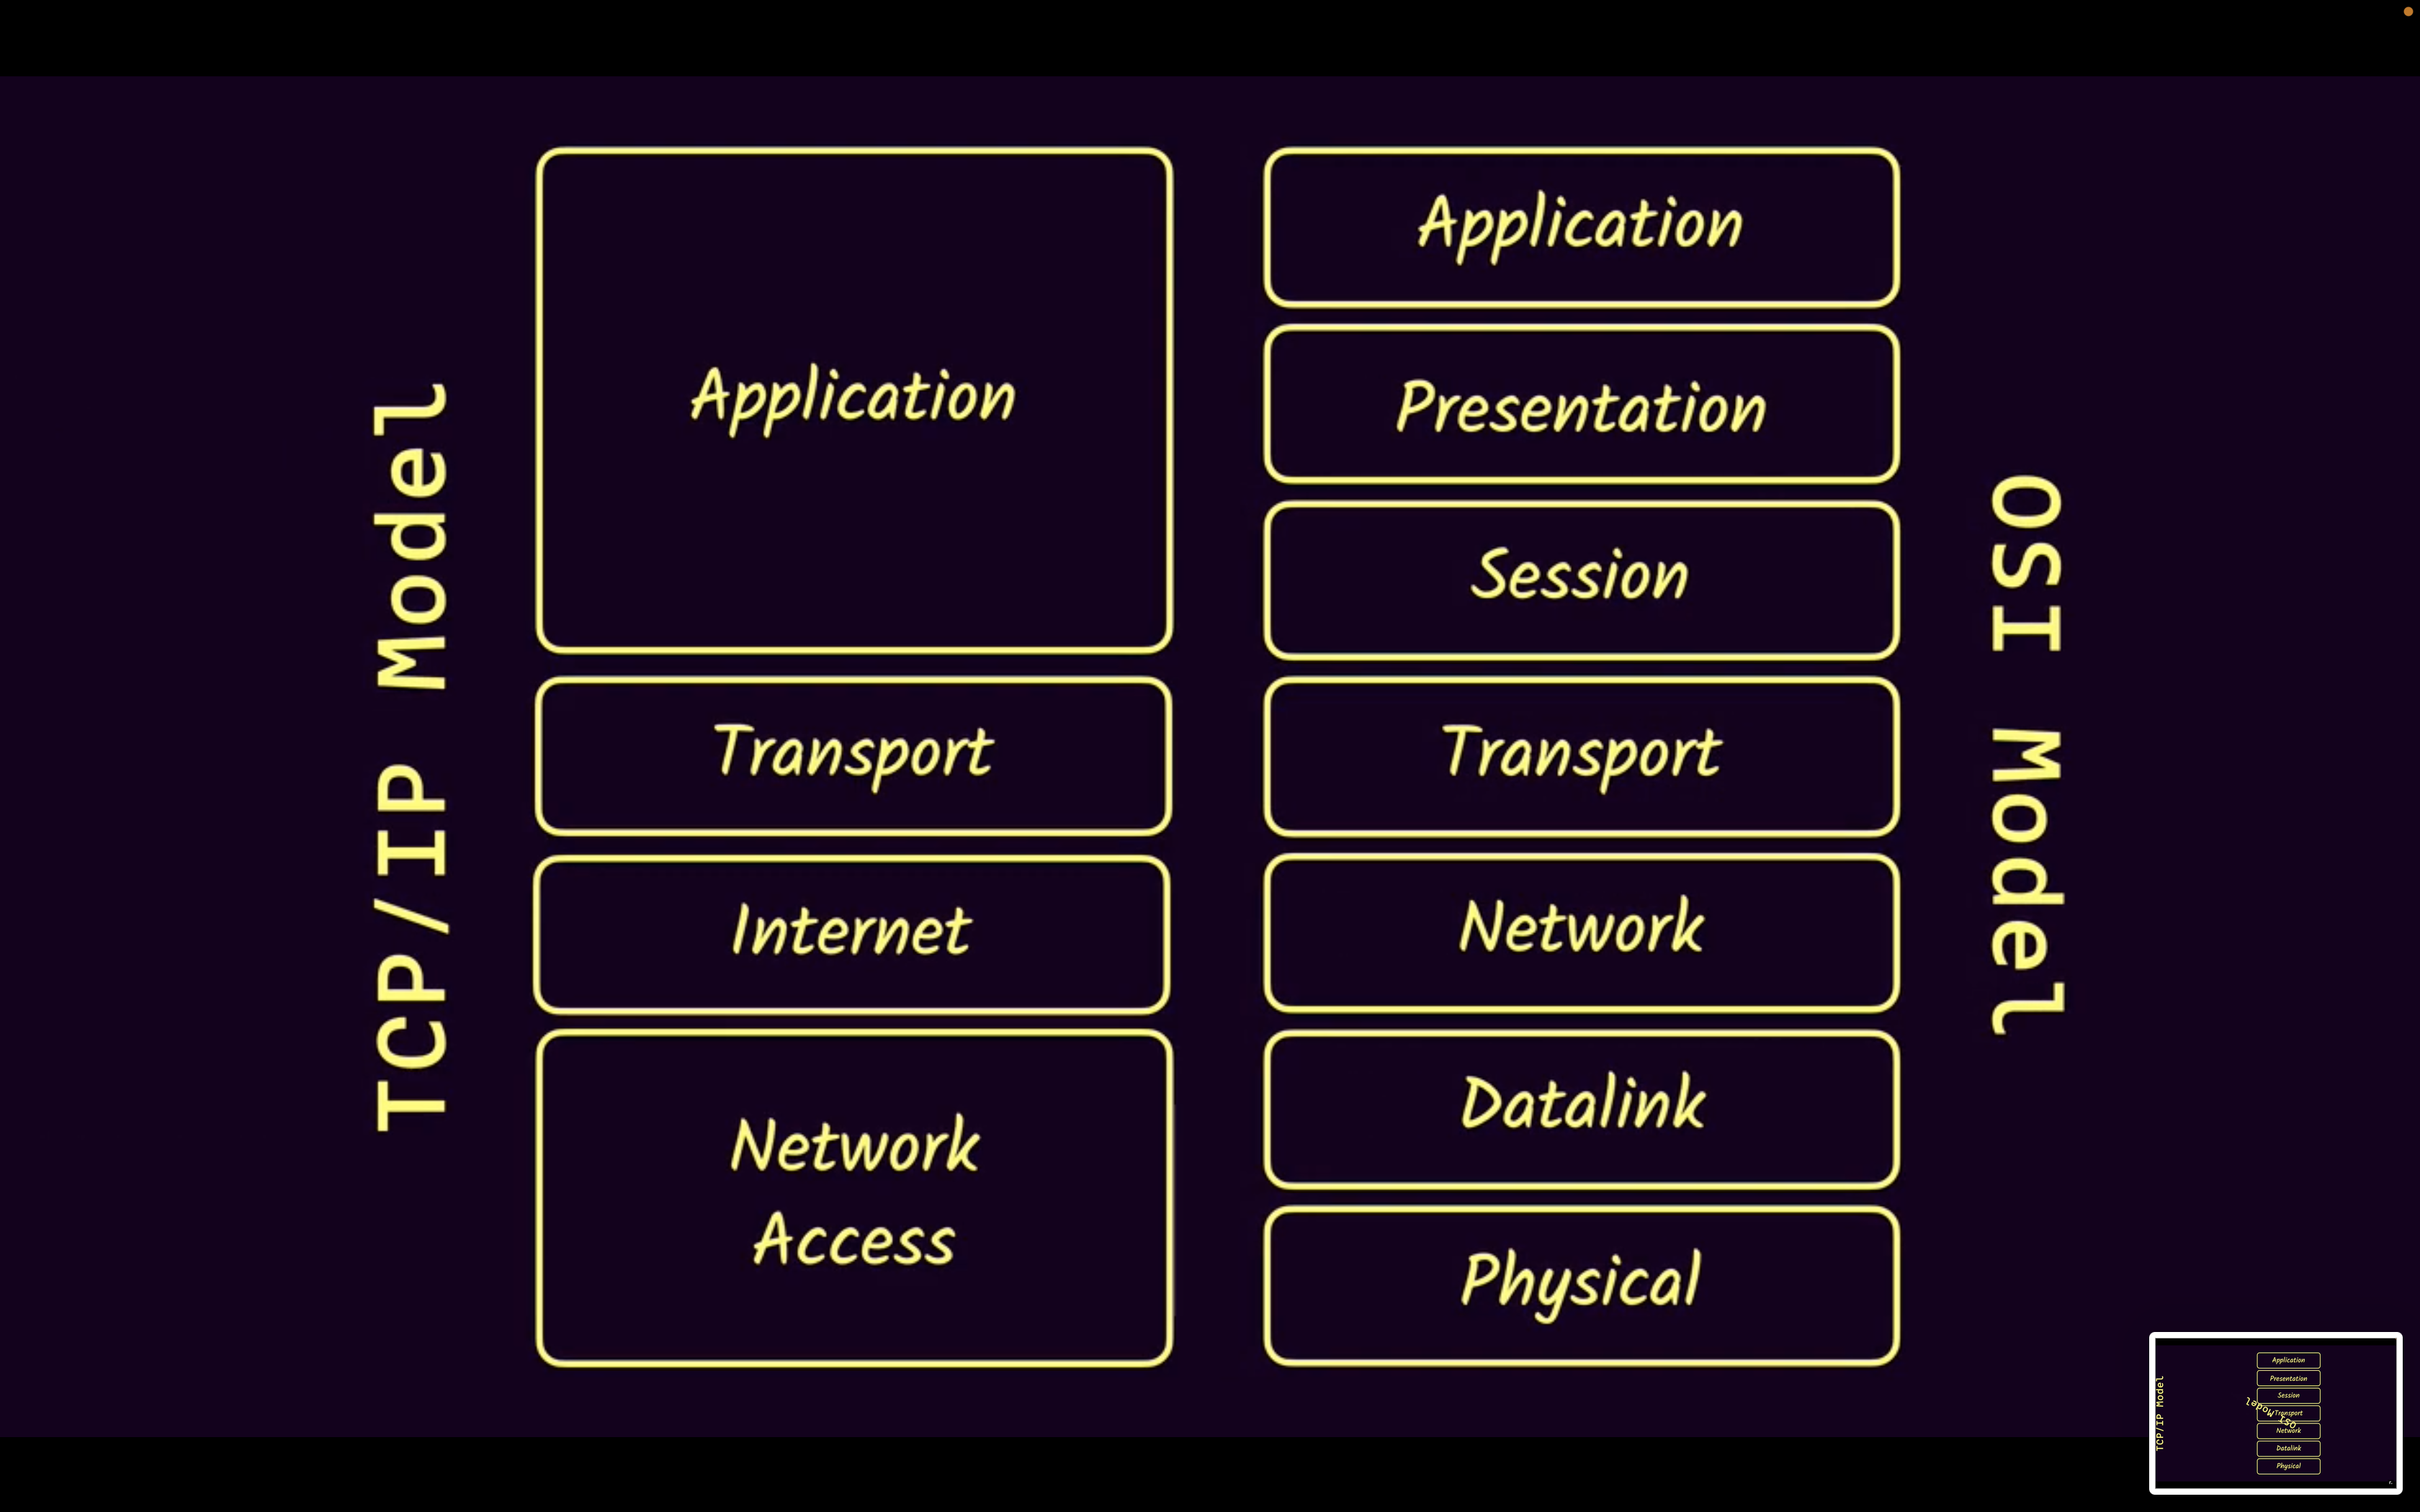 TCP/IP Model
Application
Transport
Internet
Network
Access
Application
Presentation
Session
Transport
Network
Datalink
Physical
OSI Model
TCP/IP Model
Application
Presentation
Session
Transport
OSI Model
Network
Datalink
Physical